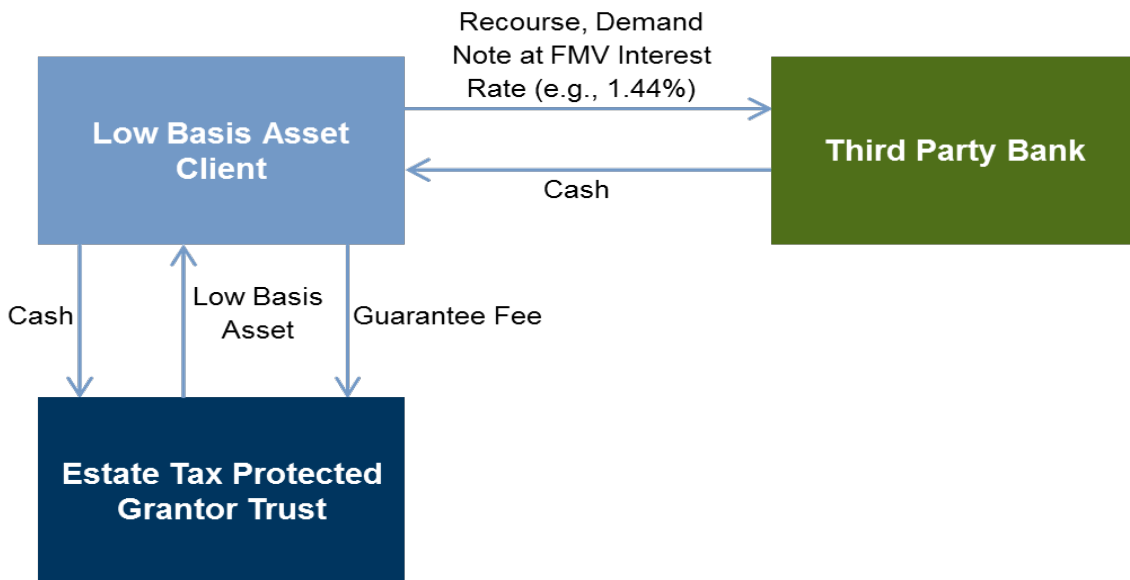 Recourse, Demand
Note at FMV Interest
Rate (e.g., 1.44%)
Low Basis Asset
Client
Third Party Bank
Cash
Cash
Low Basis
Asset
Guarantee Fee
Estate Tax Protected
Grantor Trust